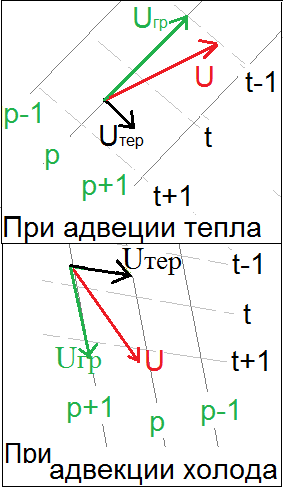 Uгр
U
t-1
p-1
Uтер
t
p
p+1
t+1
При адвеции тепла
Uтер
t-1
t
Uгр
U
t+1
p+1
p
p-1
При
адвекции холода